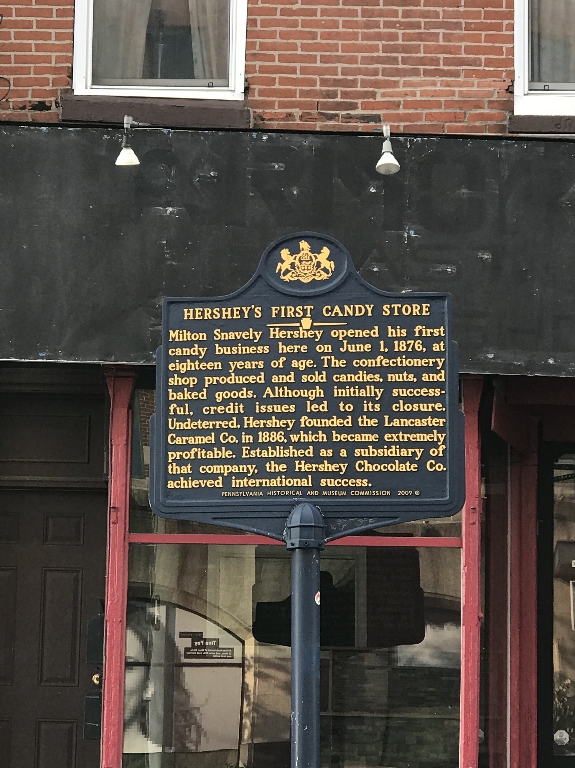 HERSHEY'S FIRST CANDY STORE
Milton Snavely Hershey opened his first
candy business here on June 1, 1876, at
eighteen years of age. The confectionery
shop produced and sold candies, nuts, and
baked goods. Although initially success-
ful, credit issues led to its closure.
Undeterred, Hershey founded the Lancaster
Caramel Co. in 1886, which became extremely
profitable. Established as a subsidiary of
that company, the Hershey Chocolate Co.
achieved international success.
PENNSYLVANIA HISTORICAL AND MUSEUM COMMISSION 2009 ©